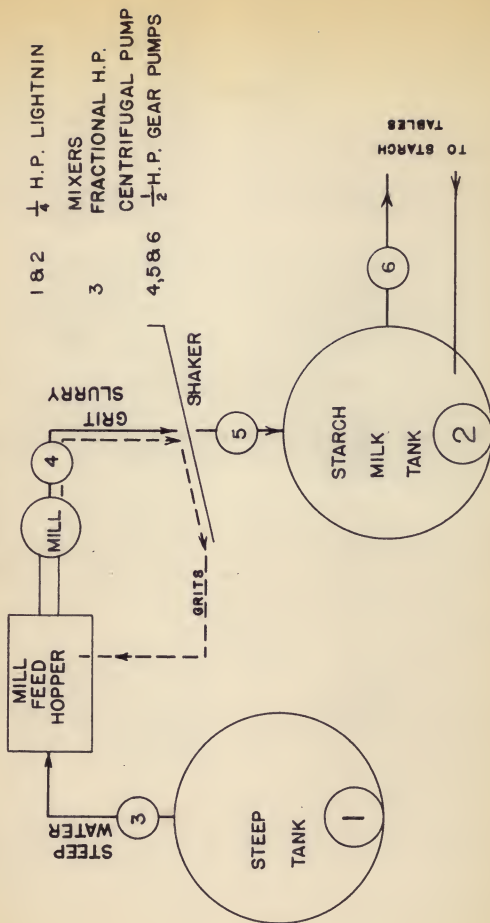 1 & 2 1/4 H.P. LIGHTNIN
MIXERS
3 FRACTIONAL H.P.
CENTRIFUGAL PUMP
4,5 & 6 1/2 H.P. GEAR PUMPS
MILL
FEED
HOPPER
MILL
4
GRIT
SLURRY
SHAKER
GRITS
5
STEEP
WATER
3
STEEP
TANK
1
STARCH
MILK
TANK
2
6
TO STARCH
TABLES